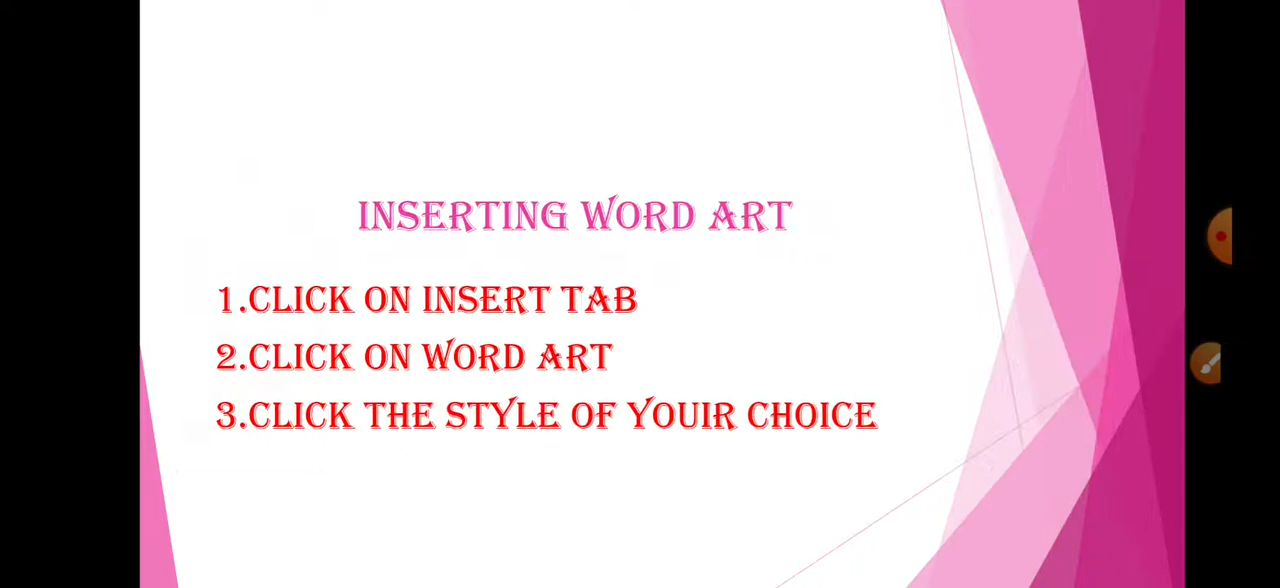 INSERTING WORD ART
1.CLICK ON INSERT TAB
2.CLICK ON WORD ART
3.CLICK THE STYLE OF YOUIR CHOICE